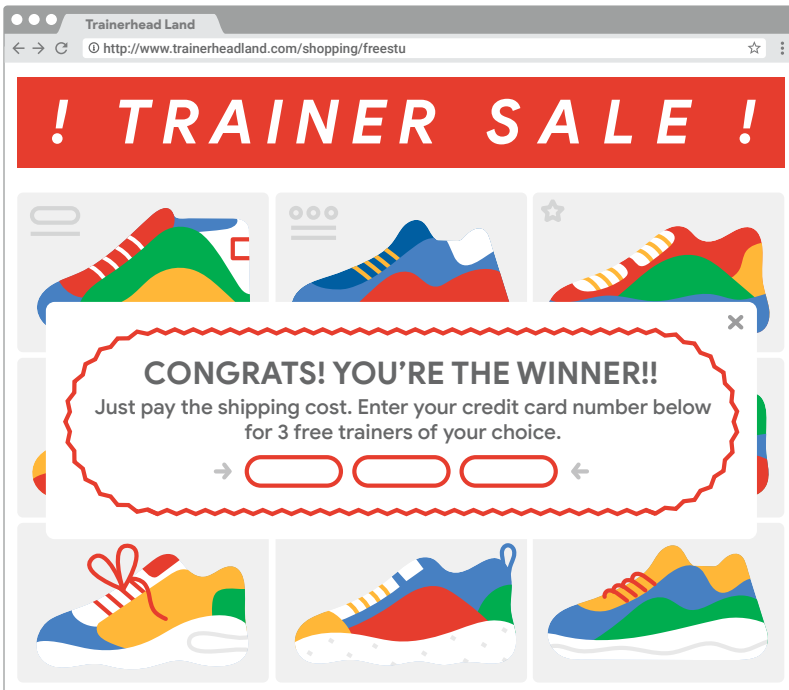 Trainerhead Land
http://www.trainerheadland.com/shopping/freestu
! TRAINER SALE !
CONGRATS! YOU’RE THE WINNER!!
Just pay the shipping cost. Enter your credit card number below
for 3 free trainers of your choice.